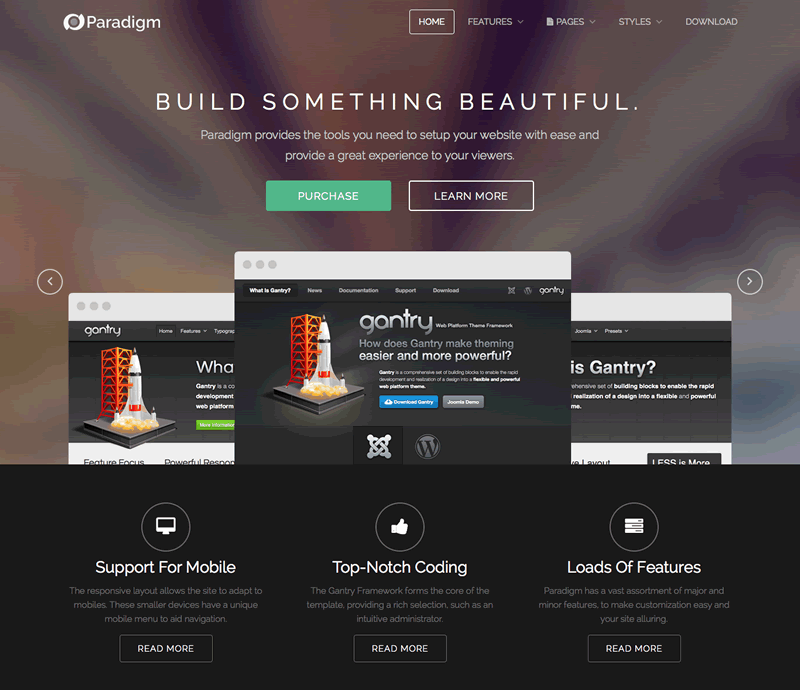 Paradigm
HOME
FEATURES
PAGES
STYLES
DOWNLOAD
BUILD SOMETHING BEAUTIFUL.
Paradigm provides the tools you need to setup your website with ease and
provide a great experience to your viewers.
PURCHASE
LEARN MORE
What is Gantry?
News
Documentation
Support
Download
gantry
gantry Web Platform Theme Framework
How does Gantry make theming
easier and more powerful?
Gantry is a comprehensive set of building blocks to enable the rapid
development and realization of a design into a flexible and powerful
web platform theme.
Download Gantry
Joomla Demo
gantry
Home
Features
Typogra
Wha
Gantry is a co
development
web platform
More Information
Feature Focus
Powerful Respon
Joomla
Presets
is Gantry?
ehensive set of building blocks to enable the rapid
realization of a design into a flexible and powerful
me.
ve Layout
LESS is More
Support For Mobile
The responsive layout allows the site to adapt to
mobiles. These smaller devices have a unique
mobile menu to aid navigation.
READ MORE
Top-Notch Coding
The Gantry Framework forms the core of the
template, providing a rich selection, such as an
intuitive administrator.
READ MORE
Loads Of Features
Paradigm has a vast assortment of major and
minor features, to make customization easy and
your site alluring.
READ MORE